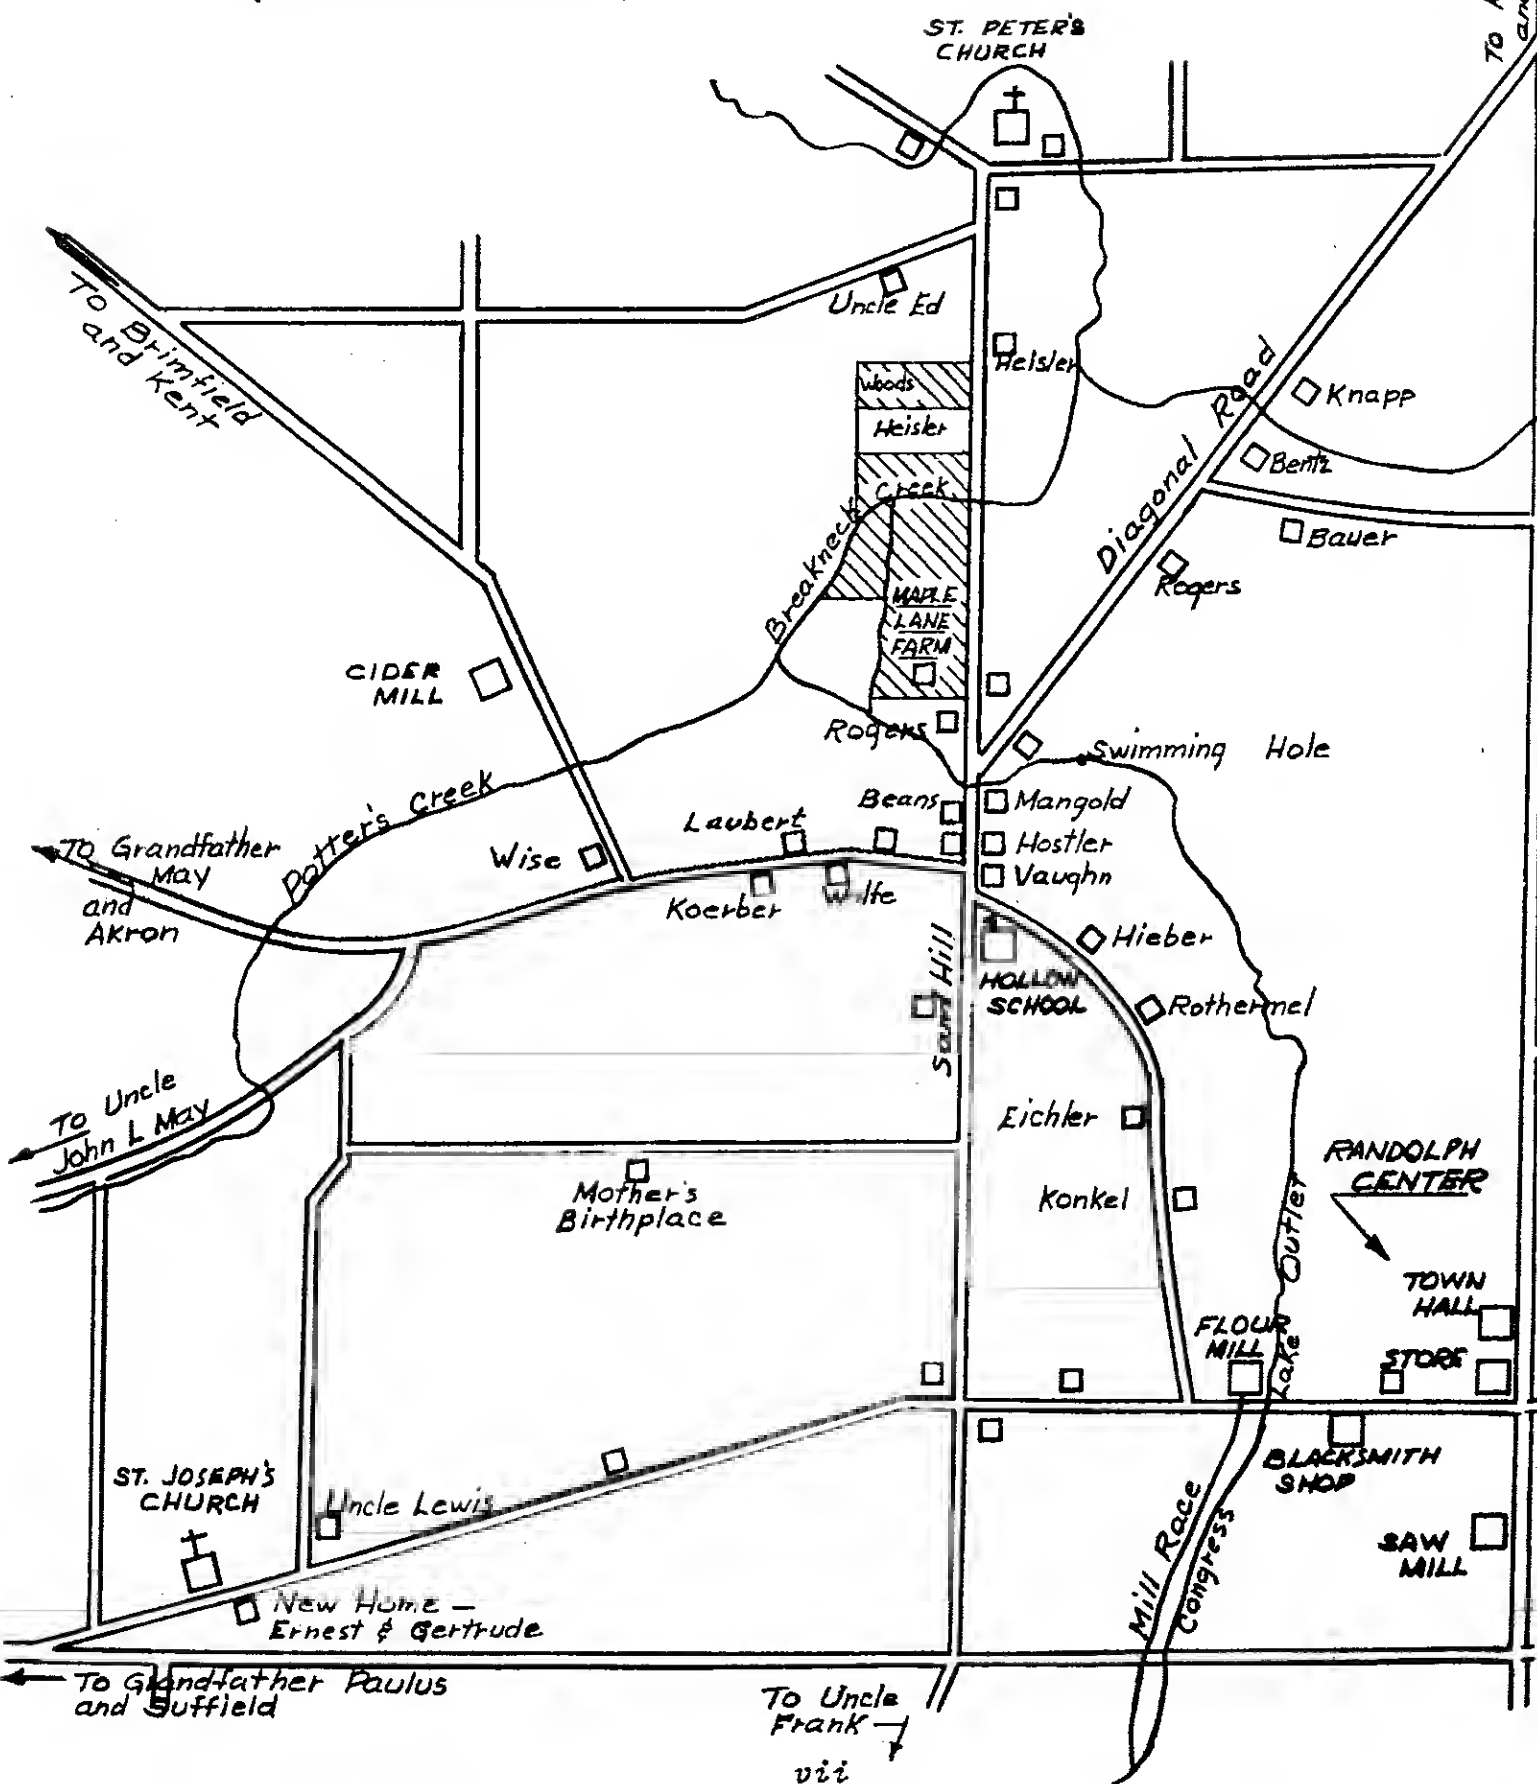 ST. PETER'S
CHURCH
To
and
Uncle Ed
To Brimfield
and Kent
Heisler
Woods
Heisler
Knapp
Diagonal Road
Bentz
Creek
Breakneck
Bauer
Rogers
MAPLE
LANE
FARM
CIDER
MILL
Rogers
Swimming Hole
Potter's Creek
Beans
Mangold
Laubert
Hostler
To Grandfather
May
and
Akron
Wise
Vaughn
Koerber
Wolfe
Hieber
Sand Hill
HOLLOW
SCHOOL
Rothermel
To Uncle
John L May
Eichler
RANDOLPH
CENTER
Mother's
Birthplace
Konkel
Lake Outlet
TOWN
HALL
FLOUR
MILL
STORE
BLACKSMITH
SHOP
ST. JOSEPH'S
CHURCH
Uncle Lewis
Mill Race
Congress
SAW
MILL
New Home —
Ernest & Gertrude
To Grandfather Paulus
and Suffield
To Uncle
Frank
vii